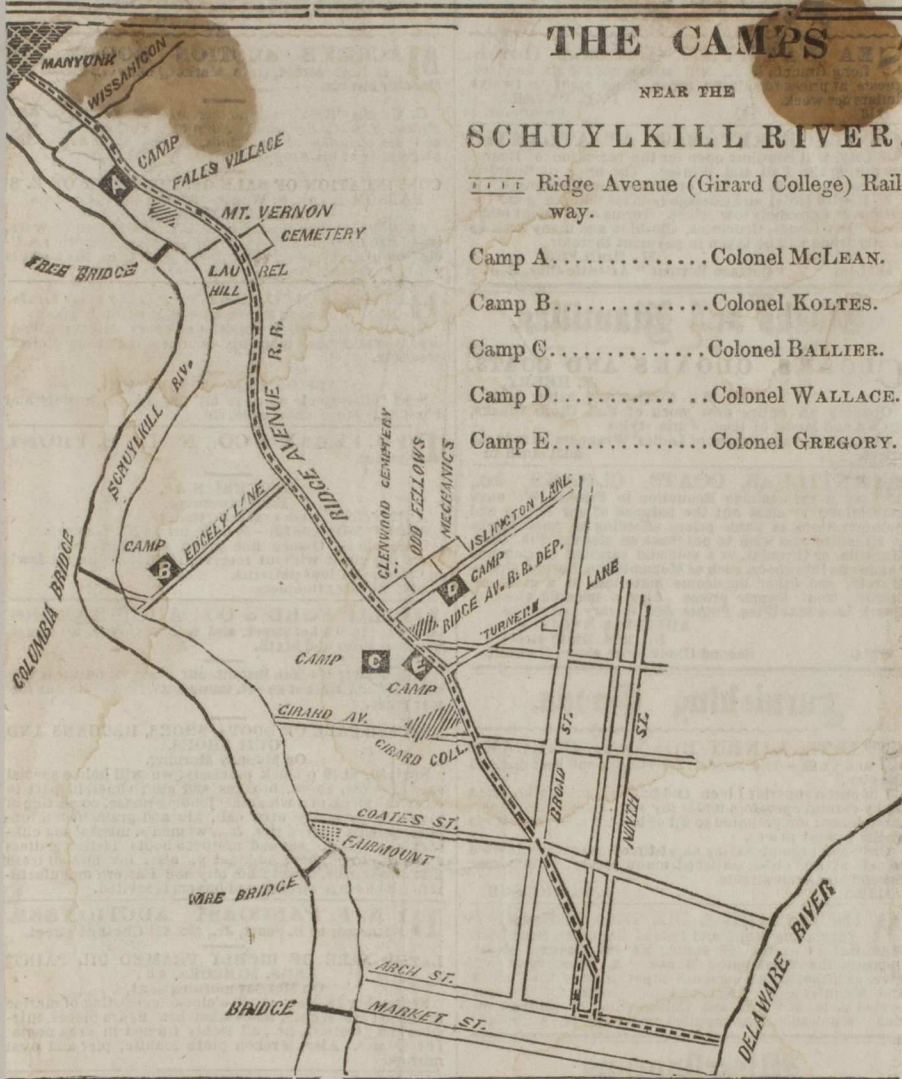 THE CAMPS
NEAR THE
SCHUYLKILL RIVER.
Ridge Avenue (Girard College) Rail-
way.
Camp A..............Colonel McLEAN.
Camp B..............Colonel KOLTES.
Camp C..............Colonel BALLIER.
Camp D........... ..Colonel WALLACE.
Camp E..............Colonel GREGORY.
MANYUNK
WISSAHICON
CAMP
A
FALLS VILLAGE
MT. VERNON
CEMETERY
FREE BRIDGE
LAUREL
HILL
SCHUYLKILL RIV.
RIDGE AVENUE R.R.
RIDGE
GLENWOOD CEMETERY
ODD FELLOWS
MECHANICS
ISLINGTON LANE
CAMP
D
RIDGE AV. R.R. DEP.
EDGELY LINE
CAMP
B
COLUMBIA BRIDGE
TURNERS
LANE
CAMP
C
E
CAMP
GIRARD AV.
GIRARD COLL.
BROAD
ST.
NINTH
ST.
COATES ST.
FAIRMOUNT
WIRE BRIDGE
ARCH ST.
BRIDGE
MARKET ST.
DELAWARE RIVER